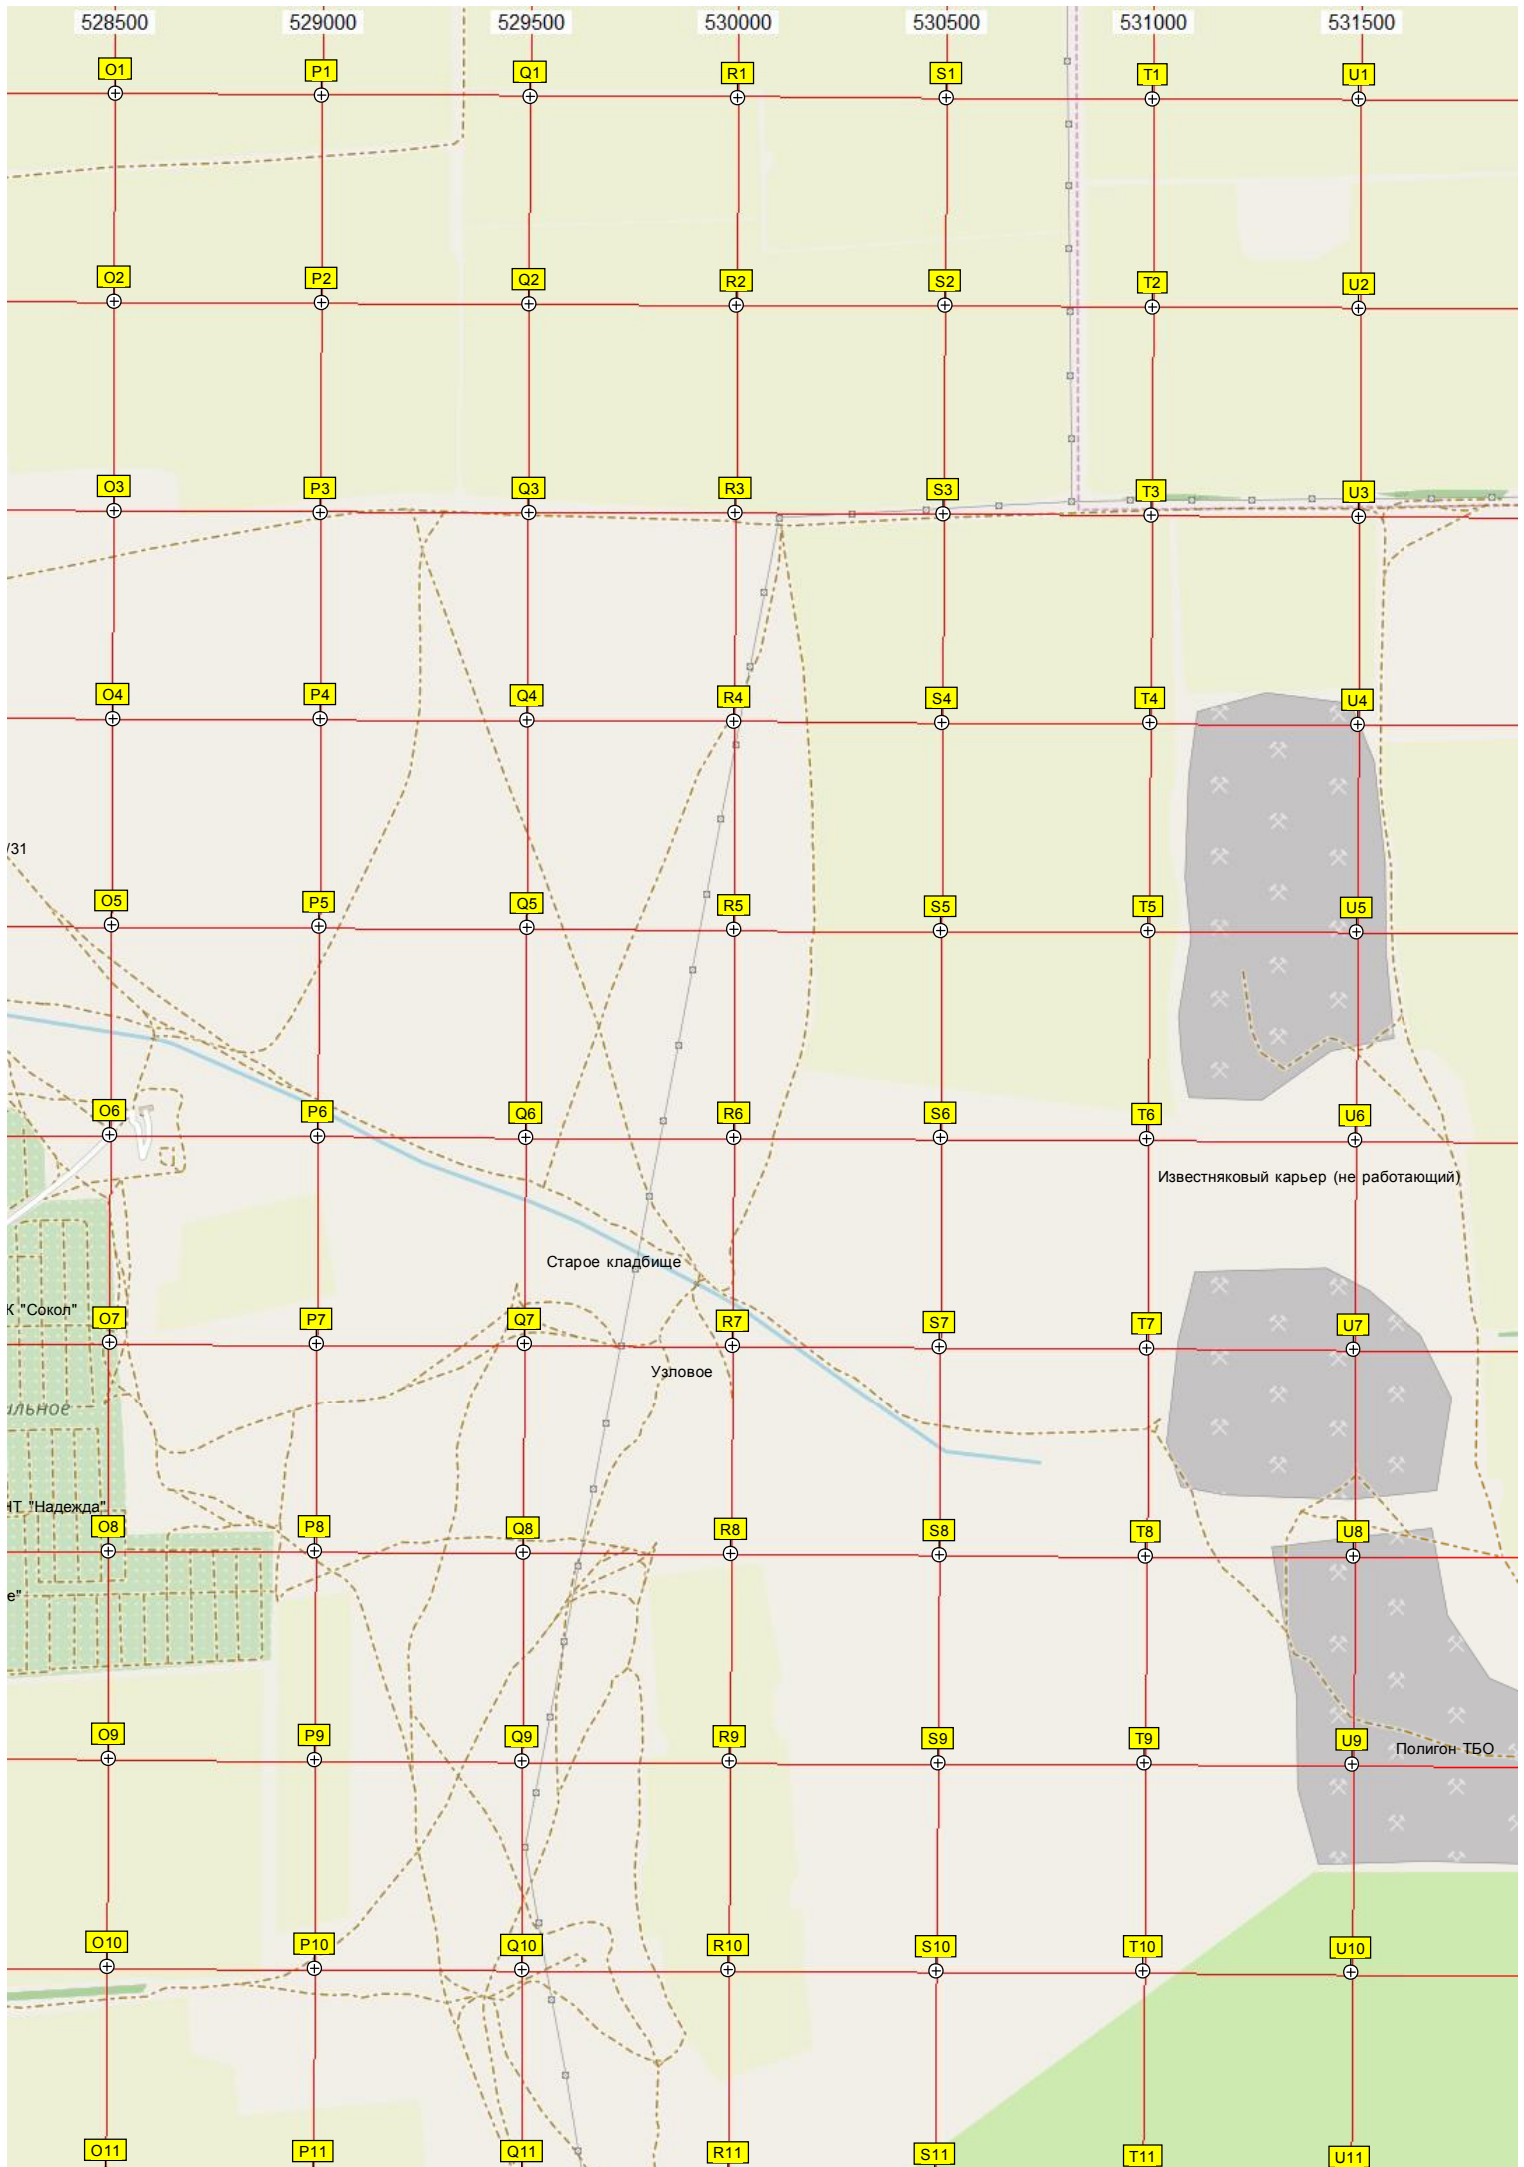 528500 529000 529500 530000 530500 531000 531500
O1 P1 Q1 R1 S1 T1 U1
O2 P2 Q2 R2 S2 T2 U2
O3 P3 Q3 R3 S3 T3 U3
O4 P4 Q4 R4 S4 T4 U4
/31
O5 P5 Q5 R5 S5 T5 U5
O6 P6 Q6 R6 S6 T6 U6
Известняковый карьер (не работающий)
Старое кладбище
К "Сокол"
O7 P7 Q7 R7 S7 T7 U7
Узловое
льное
НТ "Надежда"
O8 P8 Q8 R8 S8 T8 U8
е"
O9 P9 Q9 R9 S9 T9 U9
Полигон ТБО
O10 P10 Q10 R10 S10 T10 U10
O11 P11 Q11 R11 S11 T11 U11